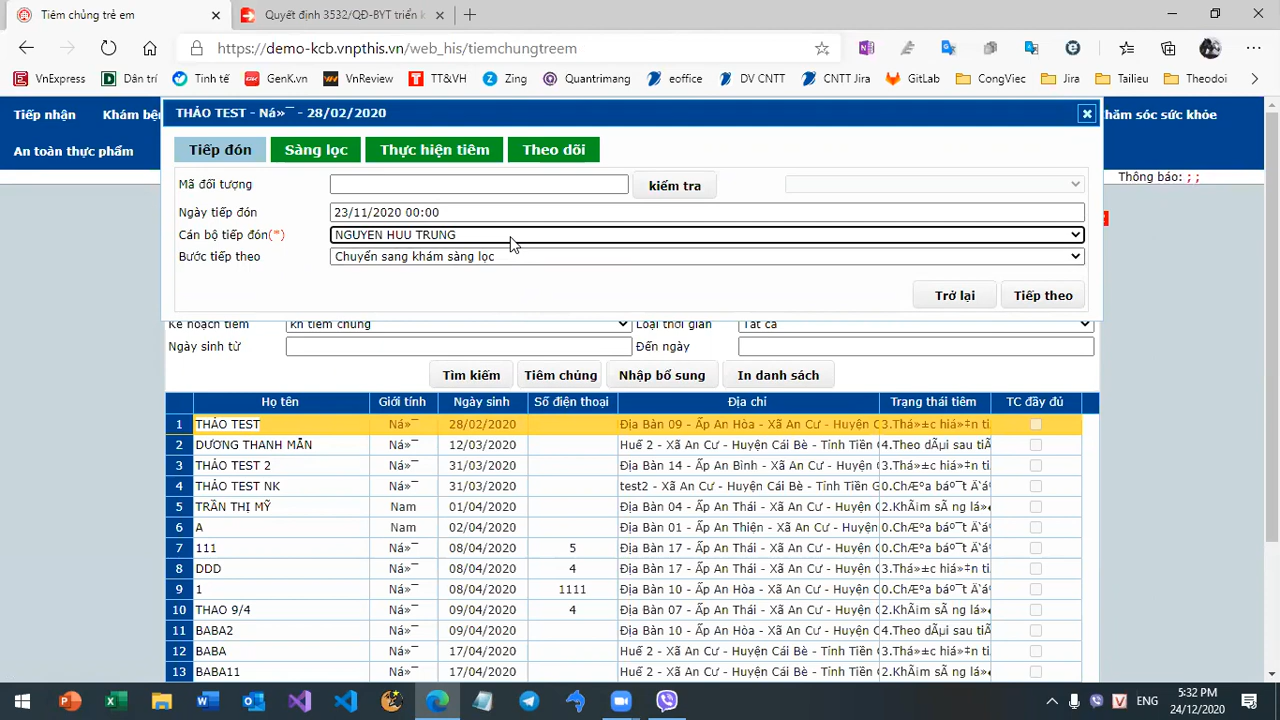 Tiêm chủng trẻ em
Quyết định 3532/QĐ-BYT triển k
https://demo-kcb.vnpthis.vn/web_his/tiemchungtreem
VnExpress Dân trí Tinh tế GenK.vn VnReview TT&VH Zing Quantrimang eoffice DV CNTT CNTT Jira GitLab CongViec Jira Tailieu Theodoi
Tiếp nhận
THẢO TEST - Ná»¯ - 28/02/2020
An toàn thực phẩm
Thông báo: ; ;
Tiếp đón Sàng lọc Thực hiện tiêm Theo dõi
Mã đối tượng kiểm tra
Ngày tiếp đón 23/11/2020 00:00
Cán bộ tiếp đón(*) NGUYEN HUU TRUNG
Bước tiếp theo Chuyển sang khám sàng lọc
Trở lại Tiếp theo
Kế hoạch tiêm kh tiêm chủng Loại thời gian Tất cả
Ngày sinh từ Đến ngày
Tìm kiếm Tiêm chủng Nhập bổ sung In danh sách
Họ tên Giới tính Ngày sinh Số điện thoại Địa chỉ Trạng thái tiêm TC đầy đủ
1 THẢO TEST Ná»¯ 28/02/2020 Địa Bàn 09 - Ấp An Hòa - Xã An Cư - Huyện
2 DƯƠNG THANH MẪN Ná»¯ 12/03/2020 Huế 2 - Xã An Cư - Huyện Cái Bè - Tỉnh Tiền
3 THẢO TEST 2 Ná»¯ 31/03/2020 Địa Bàn 14 - Ấp An Bình - Xã An Cư - Huyện
4 THẢO TEST NK Ná»¯ 31/03/2020 test2 - Xã An Cư - Huyện Cái Bè - Tỉnh Tiền G
5 TRẦN THỊ MỸ Nam 01/04/2020 Địa Bàn 04 - Ấp An Thái - Xã An Cư - Huyện
6 A Nam 02/04/2020 Địa Bàn 01 - Ấp An Thiện - Xã An Cư - Huyện
7 111 Ná»¯ 08/04/2020 5 Địa Bàn 17 - Ấp An Thái - Xã An Cư - Huyện
8 DDD Ná»¯ 08/04/2020 4 Địa Bàn 17 - Ấp An Thái - Xã An Cư - Huyện
9 1 Ná»¯ 08/04/2020 1111 Địa Bàn 10 - Ấp An Hòa - Xã An Cư - Huyện
10 THAO 9/4 Ná»¯ 09/04/2020 4 Địa Bàn 07 - Ấp An Thái - Xã An Cư - Huyện
11 BABA2 Ná»¯ 09/04/2020 Địa Bàn 10 - Ấp An Hòa - Xã An Cư - Huyện
12 BABA Ná»¯ 17/04/2020 Huế 2 - Xã An Cư - Huyện Cái Bè - Tỉnh Tiền
13 BABA11 Ná»¯ 17/04/2020 Huế 2 - Xã An Cư - Huyện Cái Bè - Tỉnh Tiền
ENG
5:32 PM
24/12/2020